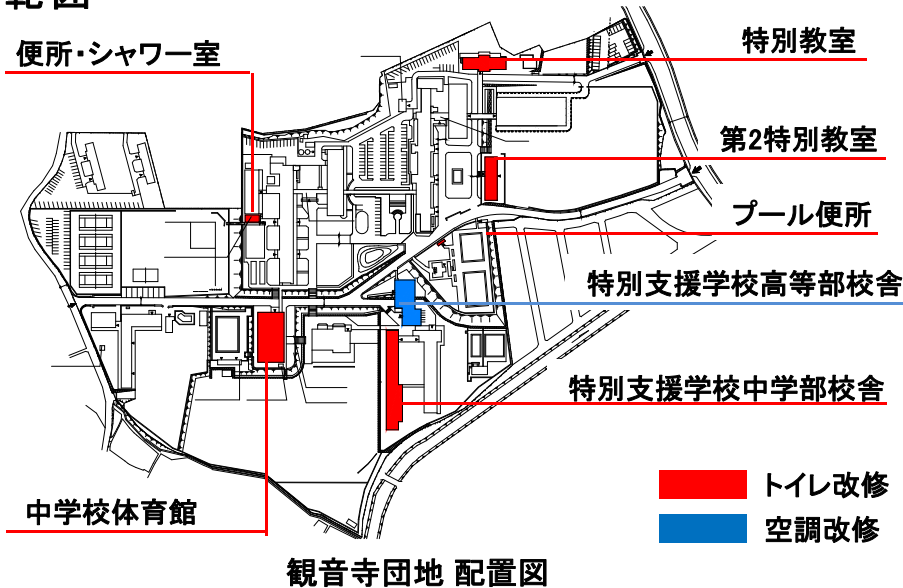 便所・シャワー室
特別教室
第2特別教室
プール便所
特別支援学校高等部校舎
特別支援学校中学部校舎
中学校体育館
トイレ改修
空調改修
観音寺団地 配置図